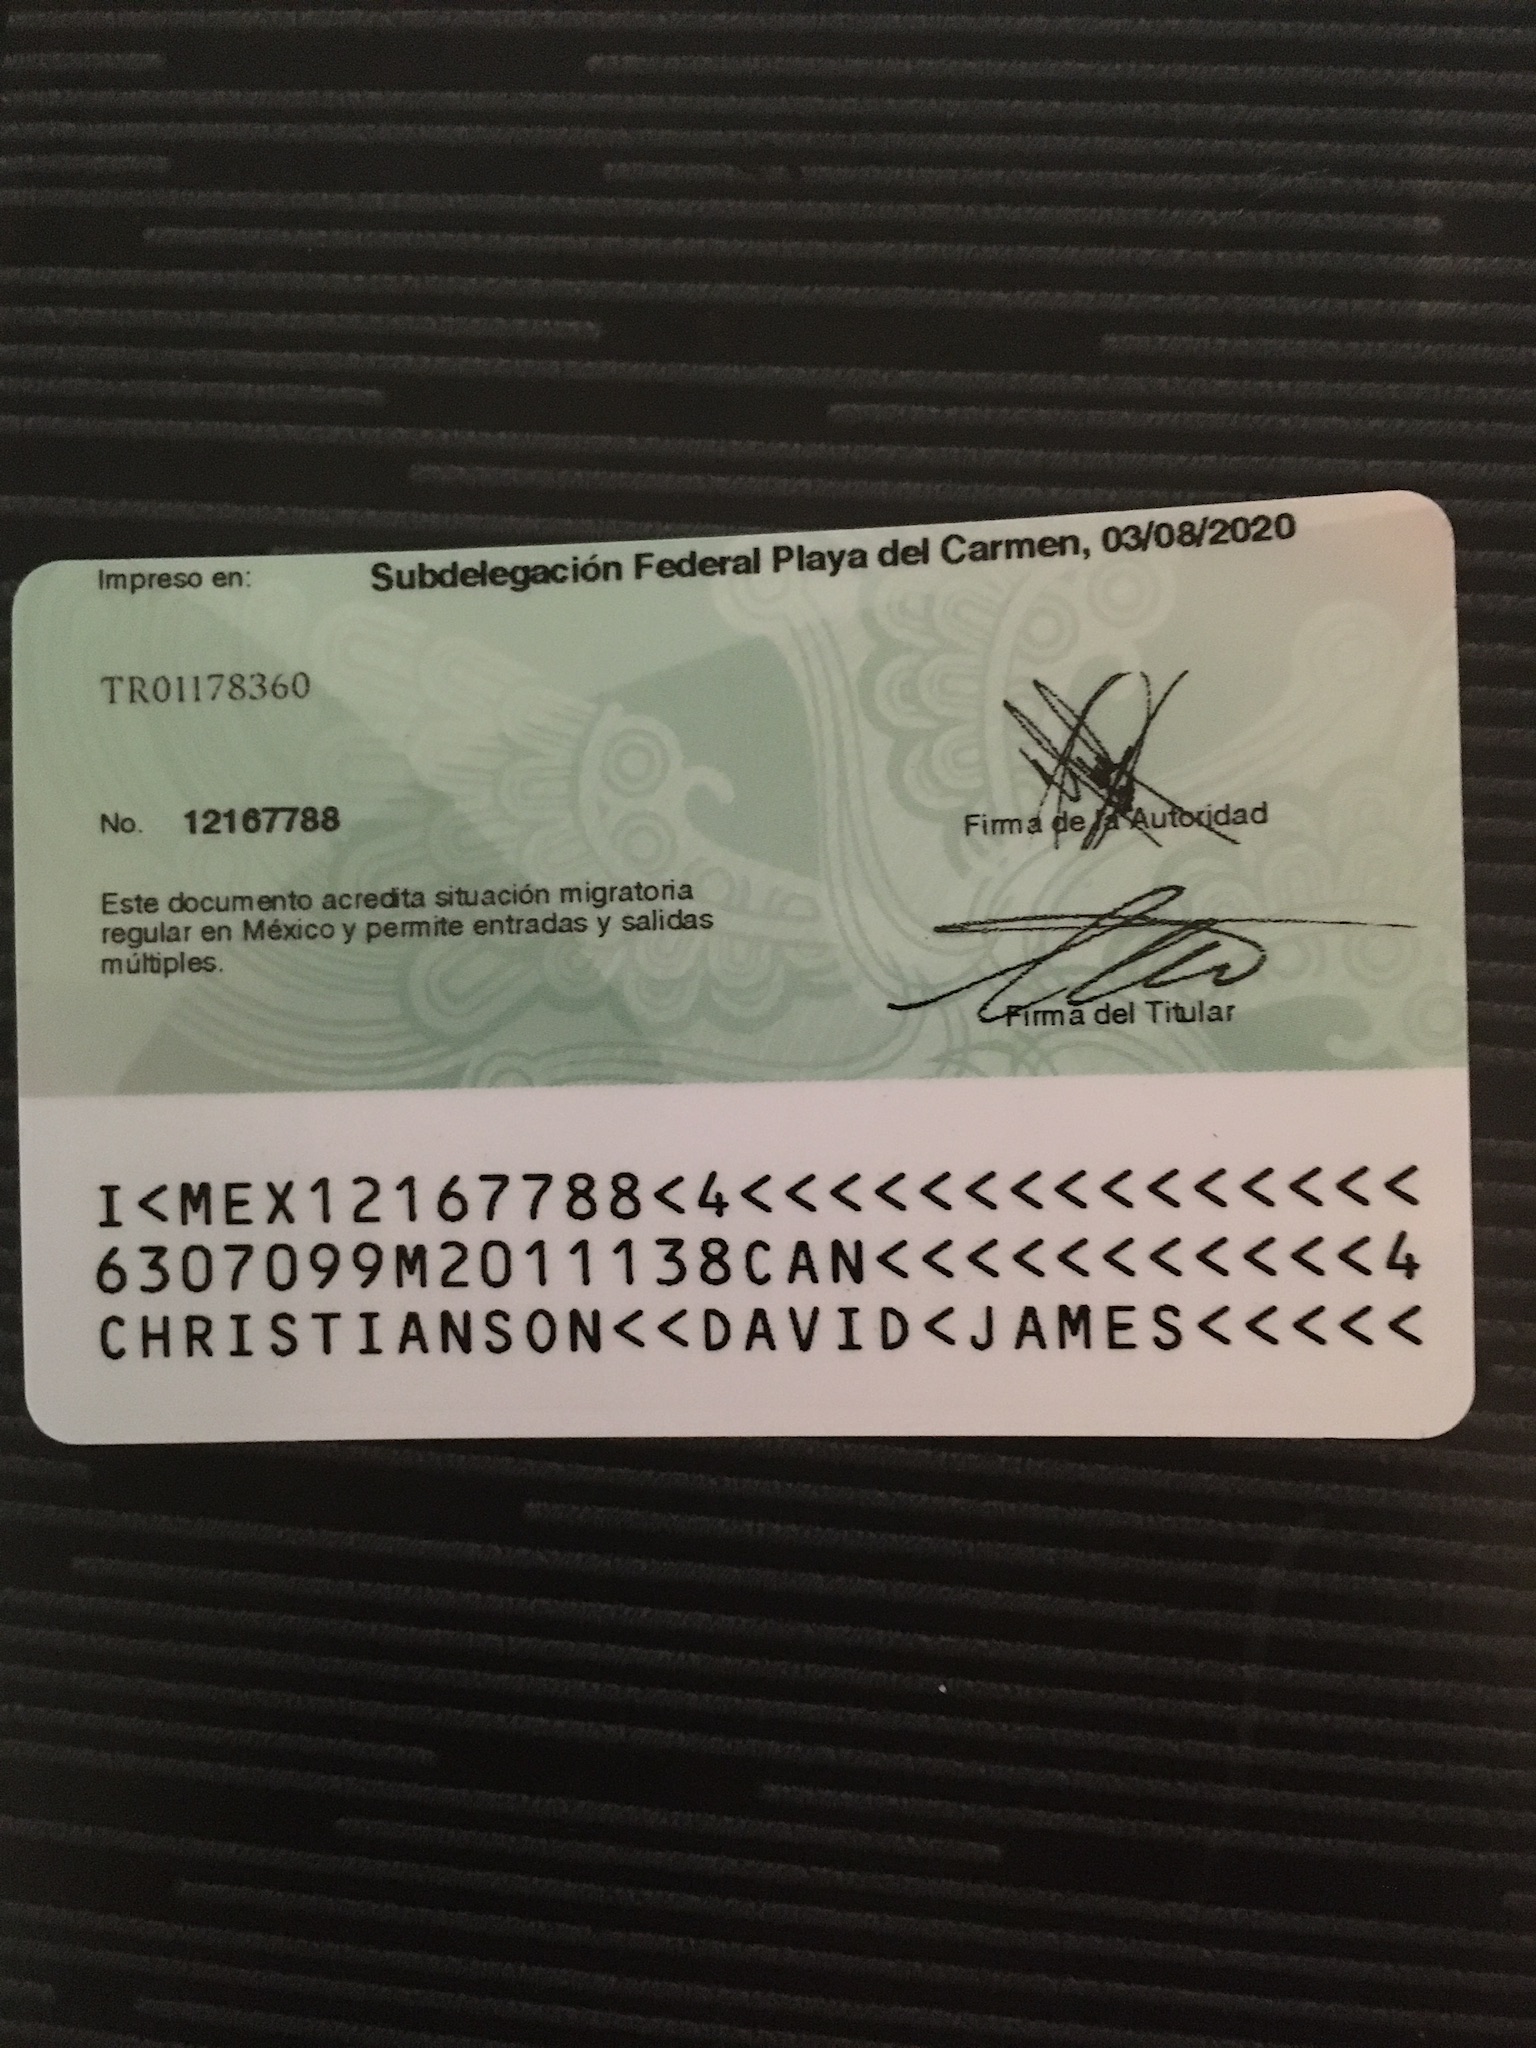 Impreso en: Subdelegación Federal Playa del Carmen, 03/08/2020
TR01178360
No. 12167788
Firma de la Autoridad
Este documento acredita situación migratoria
regular en México y permite entradas y salidas
múltiples.
Firma del Titular
I<MEX12167788<4<<<<<<<<<<<<<<<
6307099M2011138CAN<<<<<<<<<<<4
CHRISTIANSON<<DAVID<JAMES<<<<<